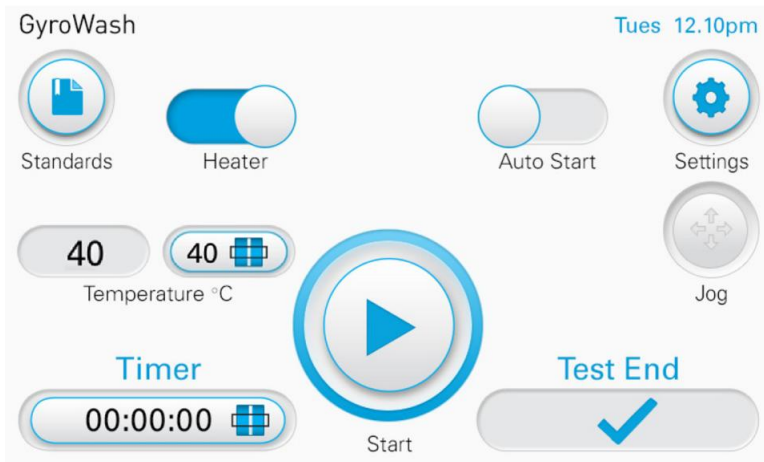 GyroWash
Tues 12.10pm
Standards
Heater
Auto Start
Settings
40
40
Temperature °C
Jog
Timer
Test End
00:00:00
Start